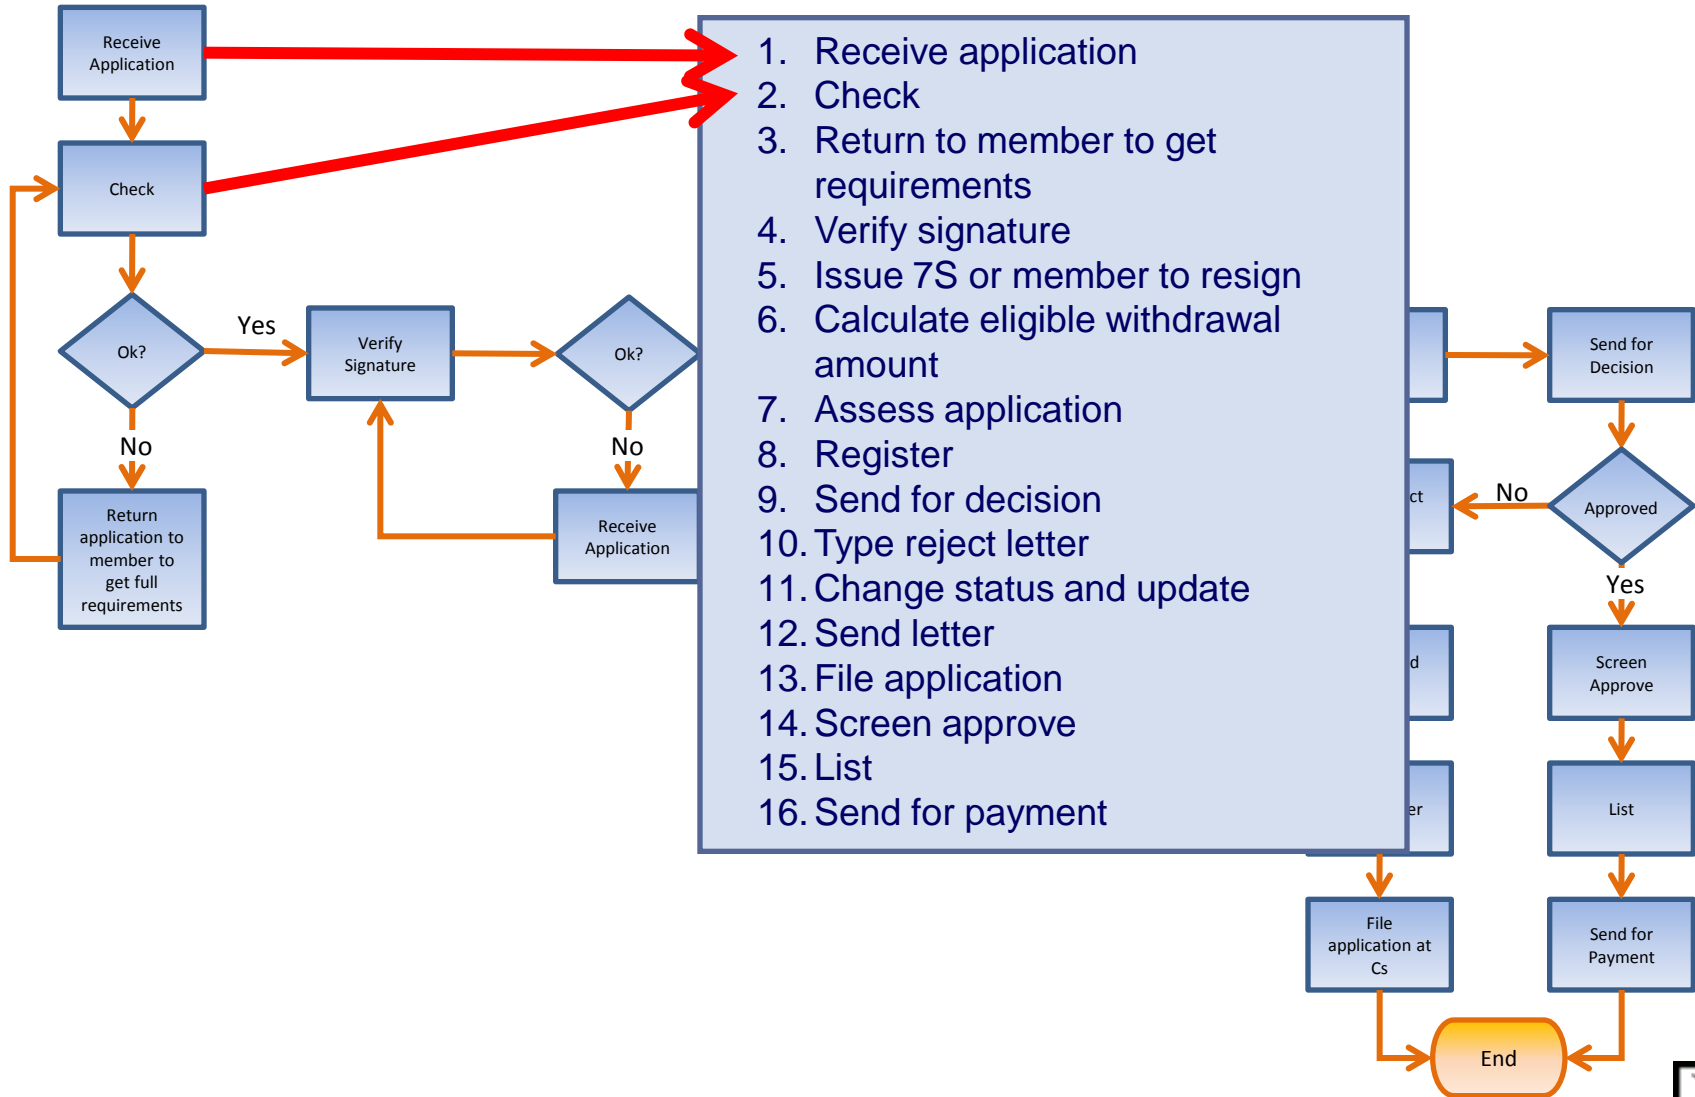 Receive
Application
Check
Ok?
Yes
No
Return
application to
member to
get full
requirements
Verify
Signature
Ok?
No
Receive
Application
1. Receive application
2. Check
3. Return to member to get
requirements
4. Verify signature
5. Issue 7S or member to resign
6. Calculate eligible withdrawal
amount
7. Assess application
8. Register
9. Send for decision
10. Type reject letter
11. Change status and update
12. Send letter
13. File application
14. Screen approve
15. List
16. Send for payment
ct
d
er
File
application at
Cs
Send for
Decision
Approved
No
Yes
Screen
Approve
List
Send for
Payment
End